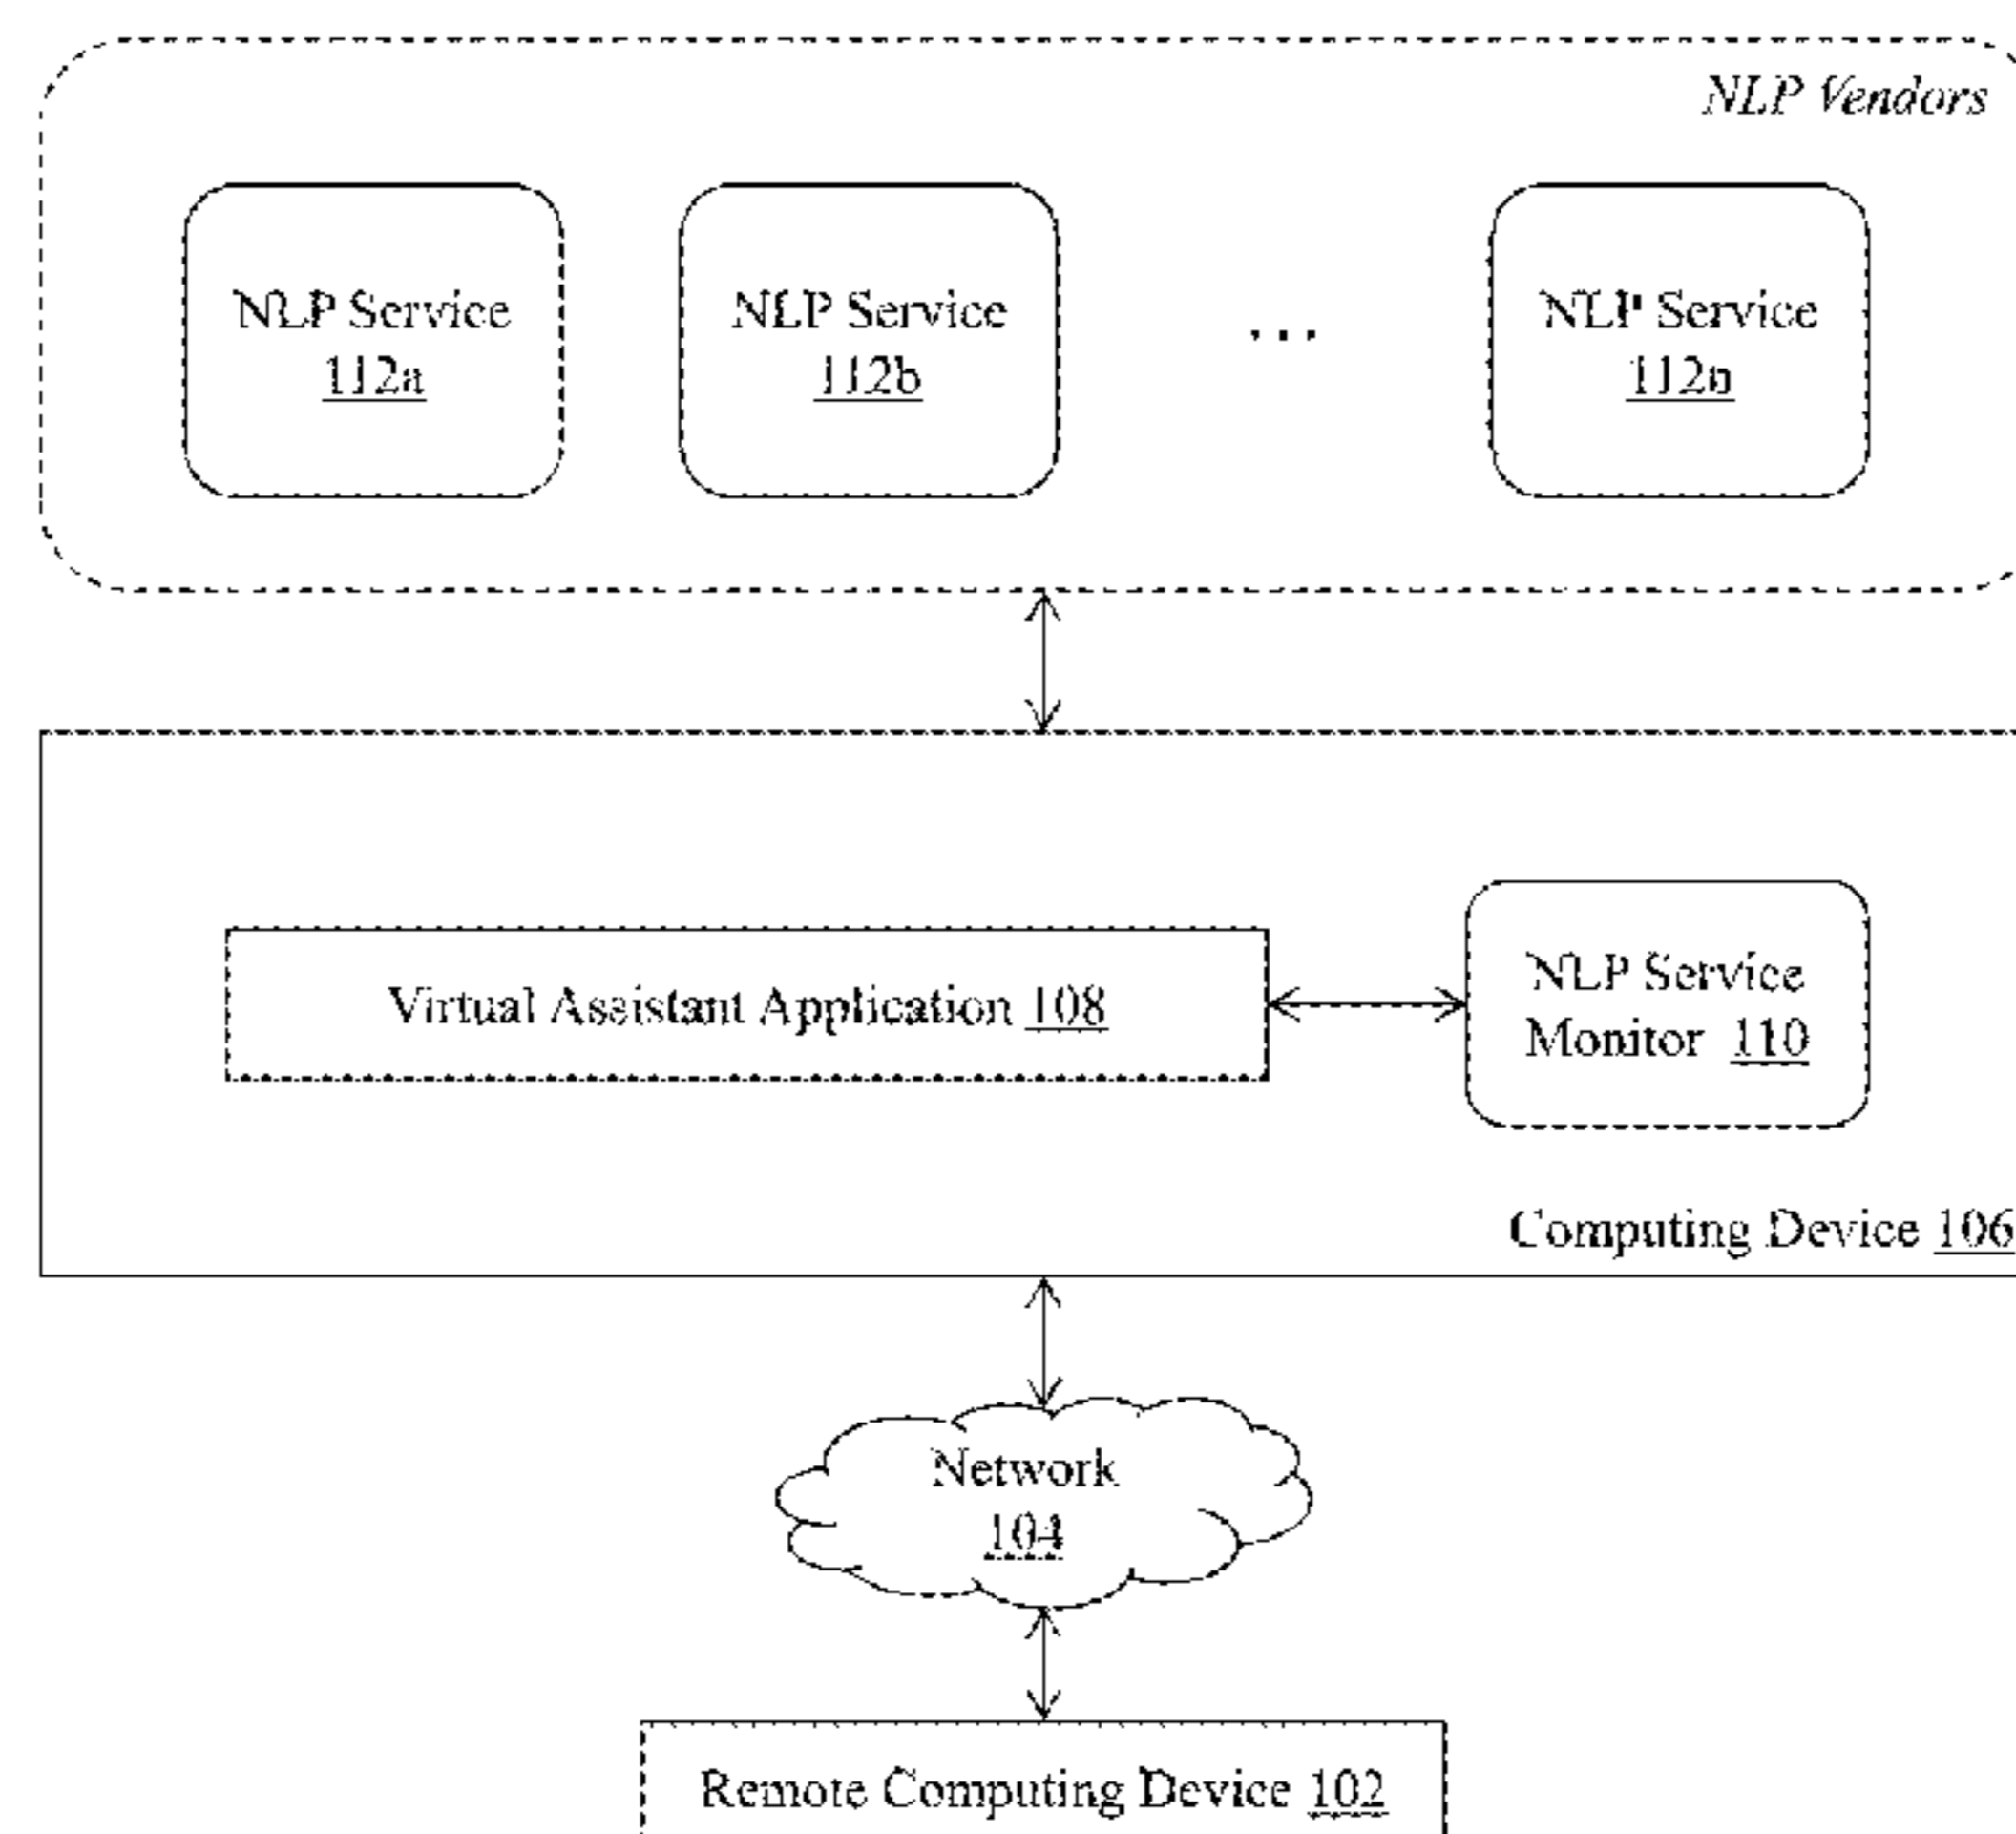 NLP Vendors
NLP Service
112a
NLP Service
112b
...
NLP Service
112n
Virtual Assistant Application 108
NLP Service
Monitor 110
Computing Device 106
Network
104
Remote Computing Device 102